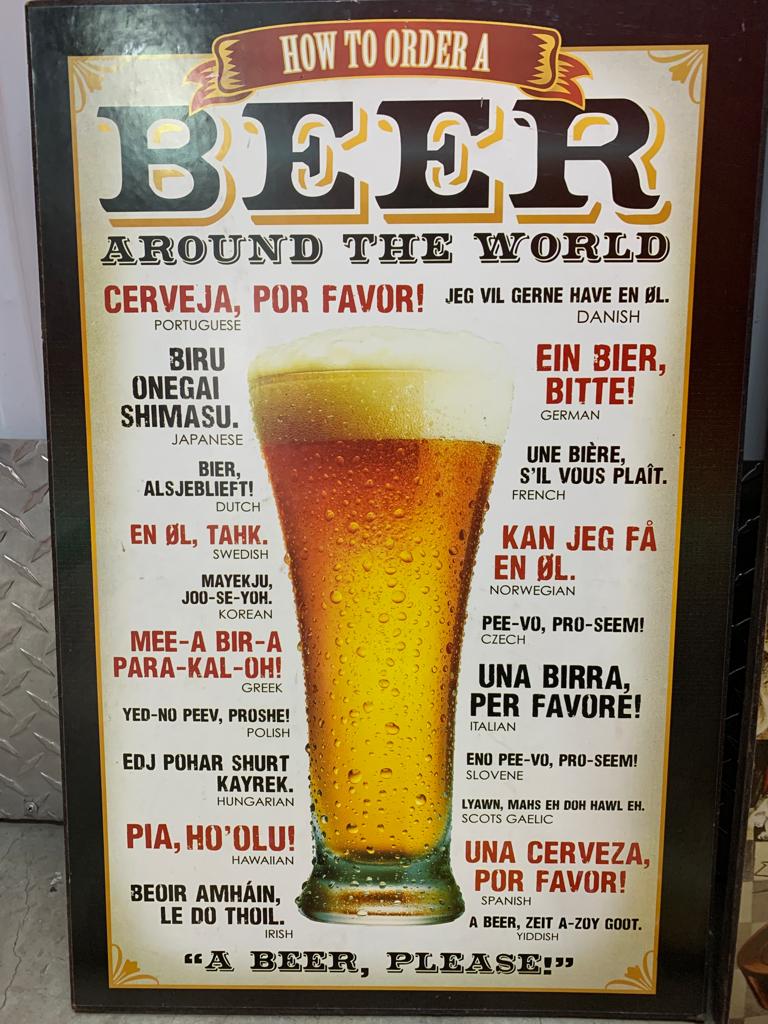 HOW TO ORDER A
BEER
AROUND THE WORLD
CERVEJA, POR FAVOR!
PORTUGUESE
JEG VIL GERNE HAVE EN ØL.
DANISH
BIRU
ONEGAI
SHIMASU.
JAPANESE
EIN BIER,
BITTE!
GERMAN
BIER,
ALSJEBLIEFT!
DUTCH
UNE BIÈRE,
S'IL VOUS PLAÎT.
FRENCH
EN ØL, TAHK.
SWEDISH
KAN JEG FÅ
EN ØL.
NORWEGIAN
MAYEKJU,
JOO-SE-YOH.
KOREAN
PEE-VO, PRO-SEEM!
CZECH
MEE-A BIR-A
PARA-KAL-OH!
GREEK
UNA BIRRA,
PER FAVORE!
ITALIAN
YED-NO PEEV, PROSHE!
POLISH
ENO PEE-VO, PRO-SEEM!
SLOVENE
EDJ POHAR SHURT
KAYREK.
HUNGARIAN
LYAWN, MAHS EH DOH HAWL EH.
SCOTS GAELIC
PIA, HO'OLU!
HAWAIIAN
UNA CERVEZA,
POR FAVOR!
SPANISH
BEOIR AMHÁIN,
LE DO THOIL.
IRISH
A BEER, ZEIT A-ZOY GOOT.
YIDDISH
"A BEER, PLEASE!"